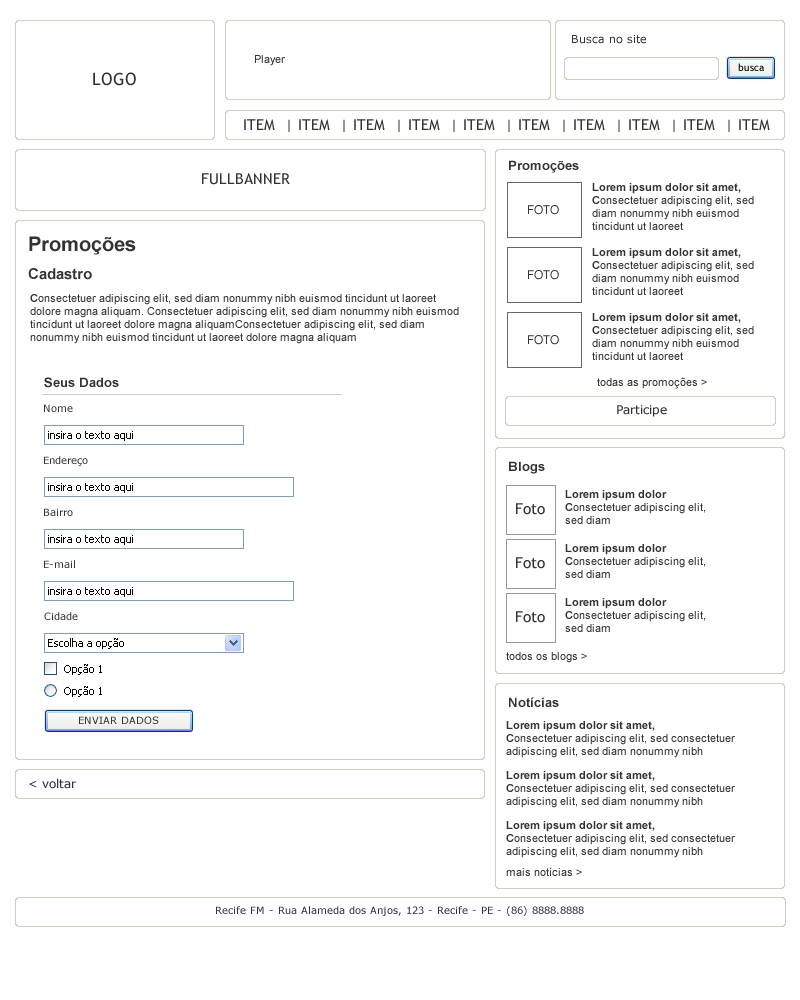 LOGO
Player
Busca no site
busca
ITEM | ITEM | ITEM | ITEM | ITEM | ITEM | ITEM | ITEM | ITEM | ITEM
FULLBANNER
Promoções
Cadastro
Consectetuer adipiscing elit, sed diam nonummy nibh euismod tincidunt ut laoreet
dolore magna aliquam. Consectetuer adipiscing elit, sed diam nonummy nibh euismod
tincidunt ut laoreet dolore magna aliquamConsectetuer adipiscing elit, sed diam
nonummy nibh euismod tincidunt ut laoreet dolore magna aliquam
Seus Dados
Nome
insira o texto aqui
Endereço
insira o texto aqui
Bairro
insira o texto aqui
E-mail
insira o texto aqui
Cidade
Escolha a opção
Opção 1
Opção 1
ENVIAR DADOS
< voltar
Promoções
FOTO
Lorem ipsum dolor sit amet,
Consectetuer adipiscing elit, sed
diam nonummy nibh euismod
tincidunt ut laoreet
FOTO
Lorem ipsum dolor sit amet,
Consectetuer adipiscing elit, sed
diam nonummy nibh euismod
tincidunt ut laoreet
FOTO
Lorem ipsum dolor sit amet,
Consectetuer adipiscing elit, sed
diam nonummy nibh euismod
tincidunt ut laoreet
todas as promoções >
Participe
Blogs
Foto
Lorem ipsum dolor
Consectetuer adipiscing elit,
sed diam
Foto
Lorem ipsum dolor
Consectetuer adipiscing elit,
sed diam
Foto
Lorem ipsum dolor
Consectetuer adipiscing elit,
sed diam
todos os blogs >
Notícias
Lorem ipsum dolor sit amet,
Consectetuer adipiscing elit, sed consectetuer
adipiscing elit, sed diam nonummy nibh
Lorem ipsum dolor sit amet,
Consectetuer adipiscing elit, sed consectetuer
adipiscing elit, sed diam nonummy nibh
Lorem ipsum dolor sit amet,
Consectetuer adipiscing elit, sed consectetuer
adipiscing elit, sed diam nonummy nibh
mais notícias >
Recife FM - Rua Alameda dos Anjos, 123 - Recife - PE - (86) 8888.8888